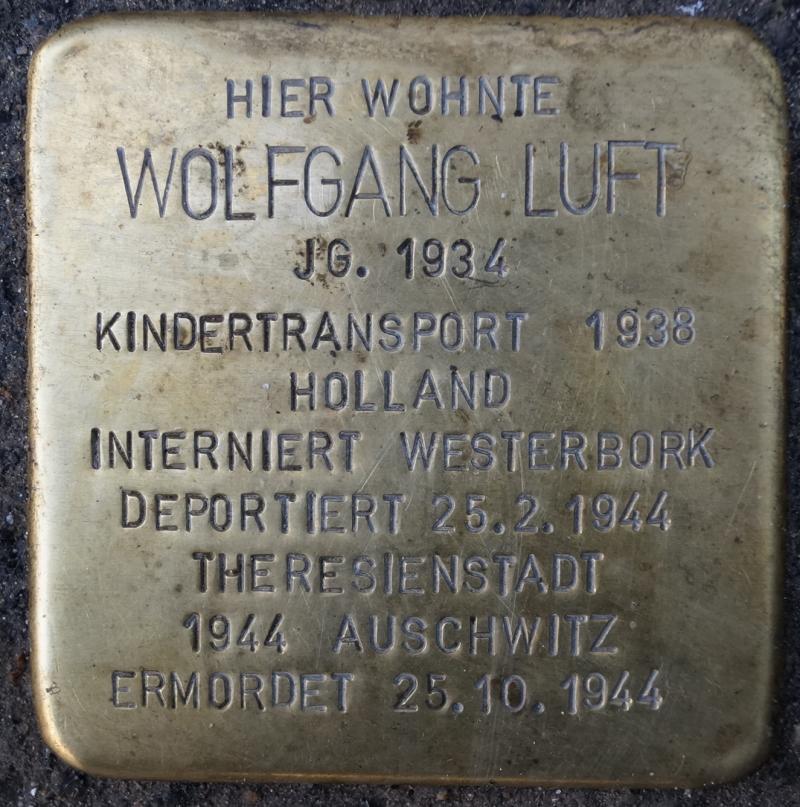 HIER WOHNTE
WOLFGANG LUFT
JG. 1934
KINDERTRANSPORT 1938
HOLLAND
INTERNIERT WESTERBORK
DEPORTIERT 25.2.1944
THERESIENSTADT
1944 AUSCHWITZ
ERMORDET 25.10.1944